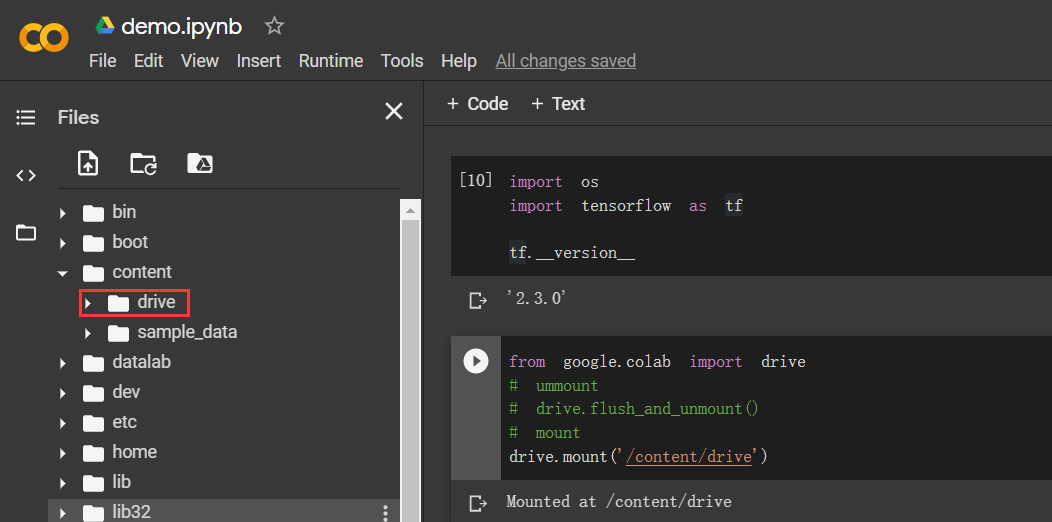 demo.ipynb
File Edit View Insert Runtime Tools Help All changes saved
Files
+ Code + Text
bin
boot
content
drive
sample_data
datalab
dev
etc
home
lib
lib32
[10] import os
import tensorflow as tf
tf.__version__
'2.3.0'
from google.colab import drive
# ummount
# drive.flush_and_unmount()
# mount
drive.mount('/content/drive')
Mounted at /content/drive